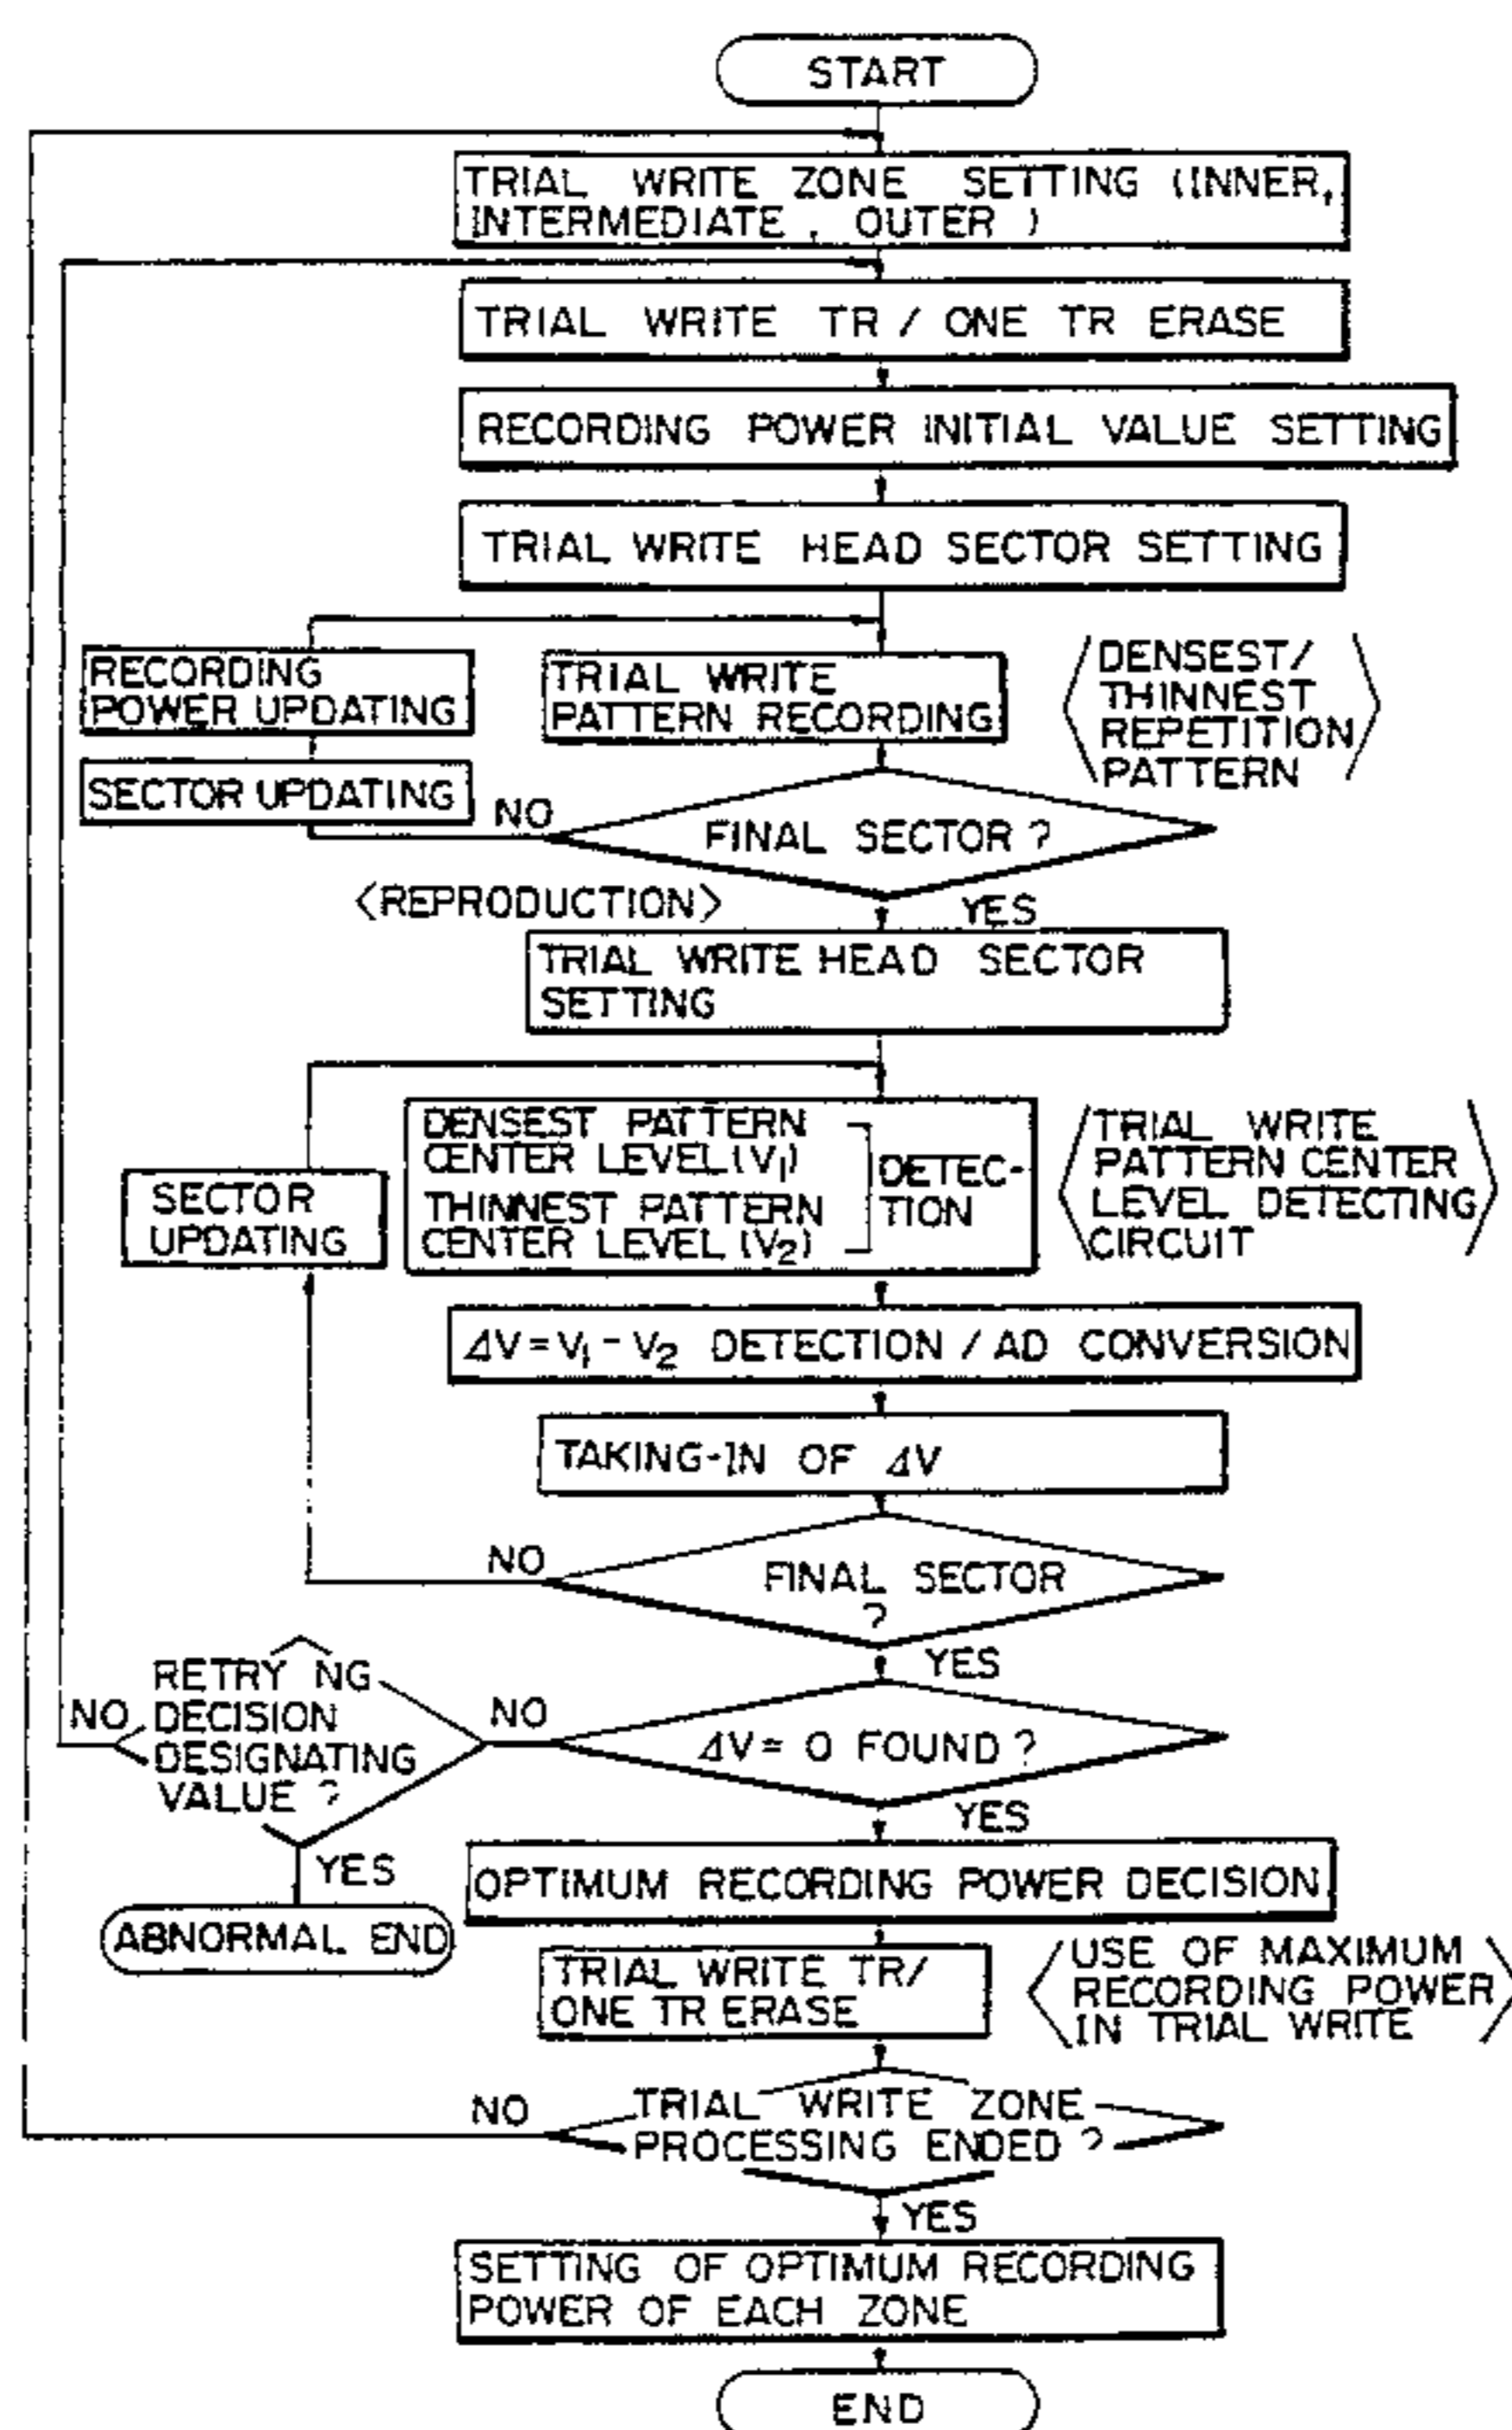 START
TRIAL WRITE ZONE SETTING (INNER,
INTERMEDIATE, OUTER )
TRIAL WRITE TR / ONE TR ERASE
RECORDING POWER INITIAL VALUE SETTING
TRIAL WRITE HEAD SECTOR SETTING
RECORDING
POWER UPDATING
TRIAL WRITE
PATTERN RECORDING
<DENSEST/
THINNEST
REPETITION
PATTERN>
SECTOR UPDATING
NO
FINAL SECTOR ?
<REPRODUCTION>
YES
TRIAL WRITE HEAD SECTOR
SETTING
SECTOR
UPDATING
DENSEST PATTERN
CENTER LEVEL (V₁)
THINNEST PATTERN
CENTER LEVEL (V₂)
DETEC-
TION
<TRIAL WRITE
PATTERN CENTER
LEVEL DETECTING
CIRCUIT>
ΔV = V₁ - V₂ DETECTION / AD CONVERSION
TAKING-IN OF ΔV
NO
FINAL SECTOR
?
YES
RETRY NG
DECISION
DESIGNATING
VALUE ?
NO
NO
ΔV = 0 FOUND ?
YES
YES
ABNORMAL END
OPTIMUM RECORDING POWER DECISION
TRIAL WRITE TR/
ONE TR ERASE
<USE OF MAXIMUM
RECORDING POWER
IN TRIAL WRITE>
NO
TRIAL WRITE ZONE
PROCESSING ENDED ?
YES
SETTING OF OPTIMUM RECORDING
POWER OF EACH ZONE
END